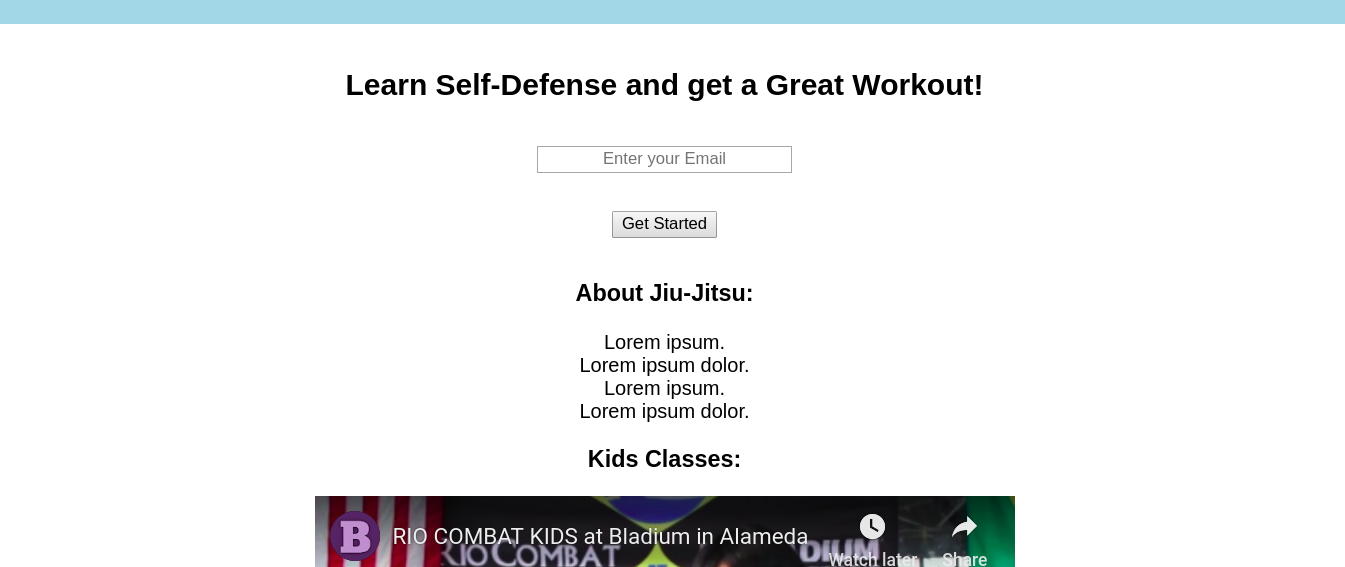 Learn Self-Defense and get a Great Workout!
Enter your Email
Get Started
About Jiu-Jitsu:
Lorem ipsum.
Lorem ipsum dolor.
Lorem ipsum.
Lorem ipsum dolor.
Kids Classes:
B
RIO COMBAT KIDS at Bladium in Alameda
Watch later
Share
RIO COMBAT
DIUM